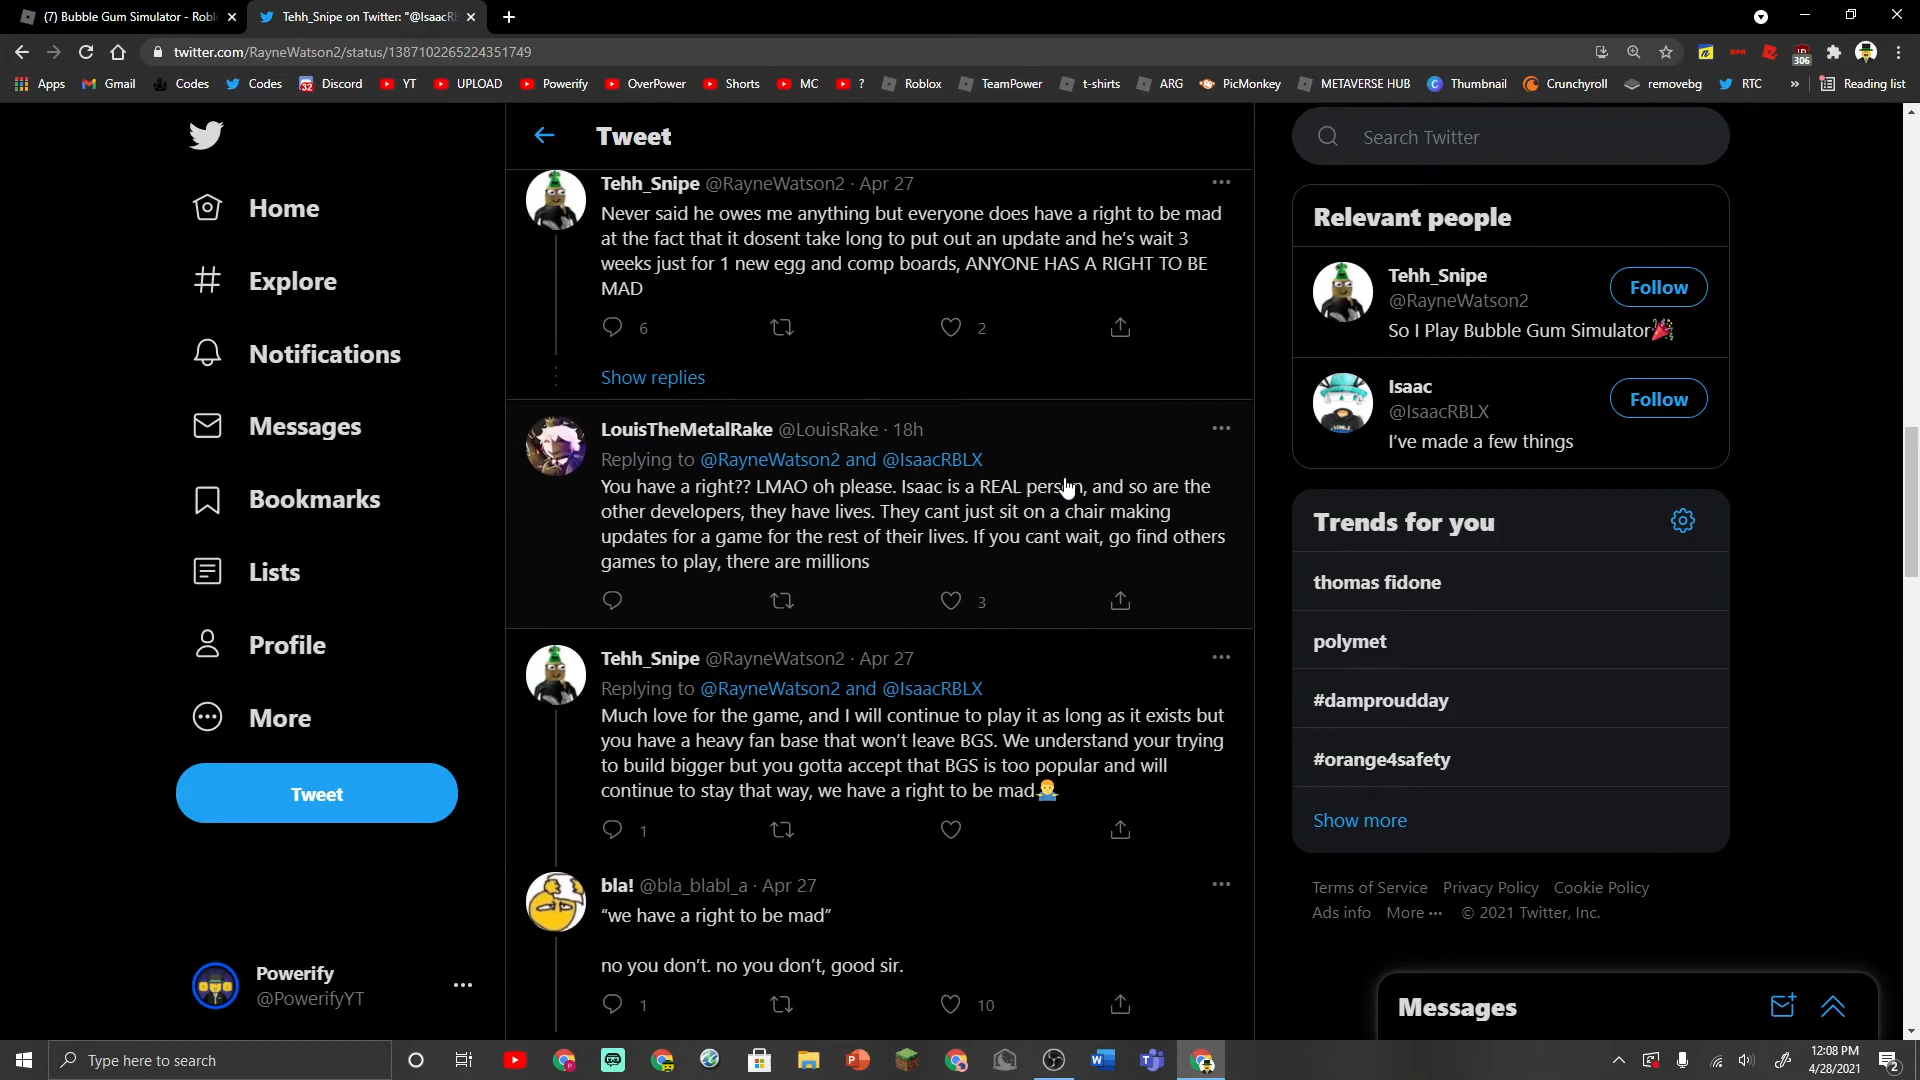 (7) Bubble Gum Simulator - Robl
Tehh_Snipe on Twitter: "@IsaacR
twitter.com/RayneWatson2/status/1387102265224351749
306
Apps Gmail Codes Codes 32 Discord YT UPLOAD Powerify OverPower Shorts MC ? Roblox TeamPower t-shirts ARG PicMonkey METAVERSE HUB Thumbnail Crunchyroll removebg RTC » Reading list
Home
Explore
Notifications
Messages
Bookmarks
Lists
Profile
More
Tweet
Powerify
@PowerifyYT
Tweet
Tehh_Snipe @RayneWatson2 · Apr 27
Never said he owes me anything but everyone does have a right to be mad
at the fact that it dosent take long to put out an update and he's wait 3
weeks just for 1 new egg and comp boards, ANYONE HAS A RIGHT TO BE
MAD
6 2
Show replies
LouisTheMetalRake @LouisRake · 18h
Replying to @RayneWatson2 and @IsaacRBLX
You have a right?? LMAO oh please. Isaac is a REAL person, and so are the
other developers, they have lives. They cant just sit on a chair making
updates for a game for the rest of their lives. If you cant wait, go find others
games to play, there are millions
3
Tehh_Snipe @RayneWatson2 · Apr 27
Replying to @RayneWatson2 and @IsaacRBLX
Much love for the game, and I will continue to play it as long as it exists but
you have a heavy fan base that won't leave BGS. We understand your trying
to build bigger but you gotta accept that BGS is too popular and will
continue to stay that way, we have a right to be mad🤷‍♂️
1
bla! @bla_blabl_a · Apr 27
"we have a right to be mad"
no you don't. no you don't, good sir.
1 10
Search Twitter
Relevant people
Tehh_Snipe
@RayneWatson2
Follow
So I Play Bubble Gum Simulator🎉
Isaac
@IsaacRBLX
Follow
I've made a few things
Trends for you
thomas fidone
polymet
#damproudday
#orange4safety
Show more
Terms of Service Privacy Policy Cookie Policy
Ads info More ··· © 2021 Twitter, Inc.
Messages
Type here to search
12:08 PM
4/28/2021
2